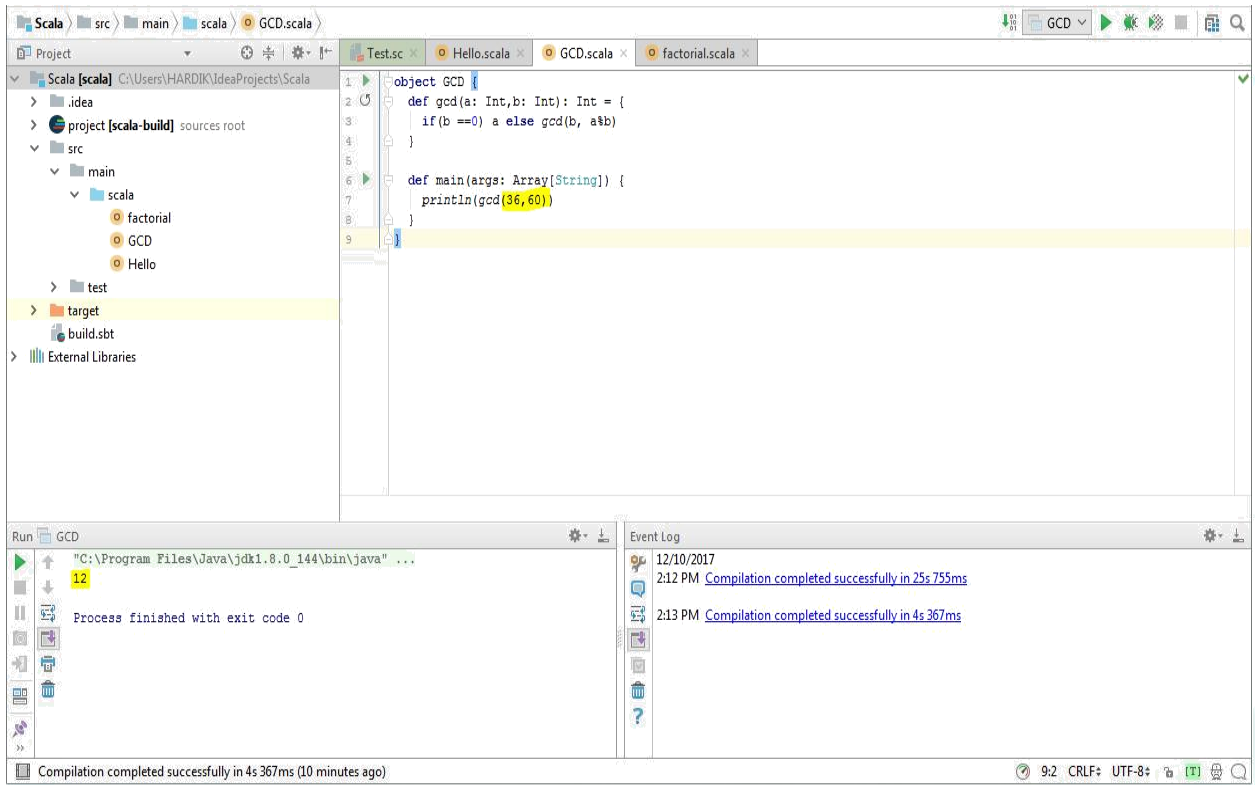 Scala src main scala GCD.scala GCD
Project
Test.sc Hello.scala GCD.scala factorial.scala
Scala [scala] C:\Users\HARDIK\IdeaProjects\Scala
.idea
project [scala-build] sources root
src
main
scala
factorial
GCD
Hello
test
target
build.sbt
External Libraries
1 object GCD {
2 def gcd(a: Int,b: Int): Int = {
3 if(b ==0) a else gcd(b, a%b)
4 }
5
6 def main(args: Array[String]) {
7 println(gcd(36,60))
8 }
9 }
Run GCD
"C:\Program Files\Java\jdk1.8.0_144\bin\java" ...
12
Process finished with exit code 0
Event Log
12/10/2017
2:12 PM Compilation completed successfully in 25s 755ms
2:13 PM Compilation completed successfully in 4s 367ms
Compilation completed successfully in 4s 367ms (10 minutes ago) 9:2 CRLF UTF-8 [T]